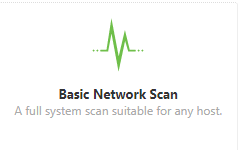 Basic Network Scan
A full system scan suitable for any host.